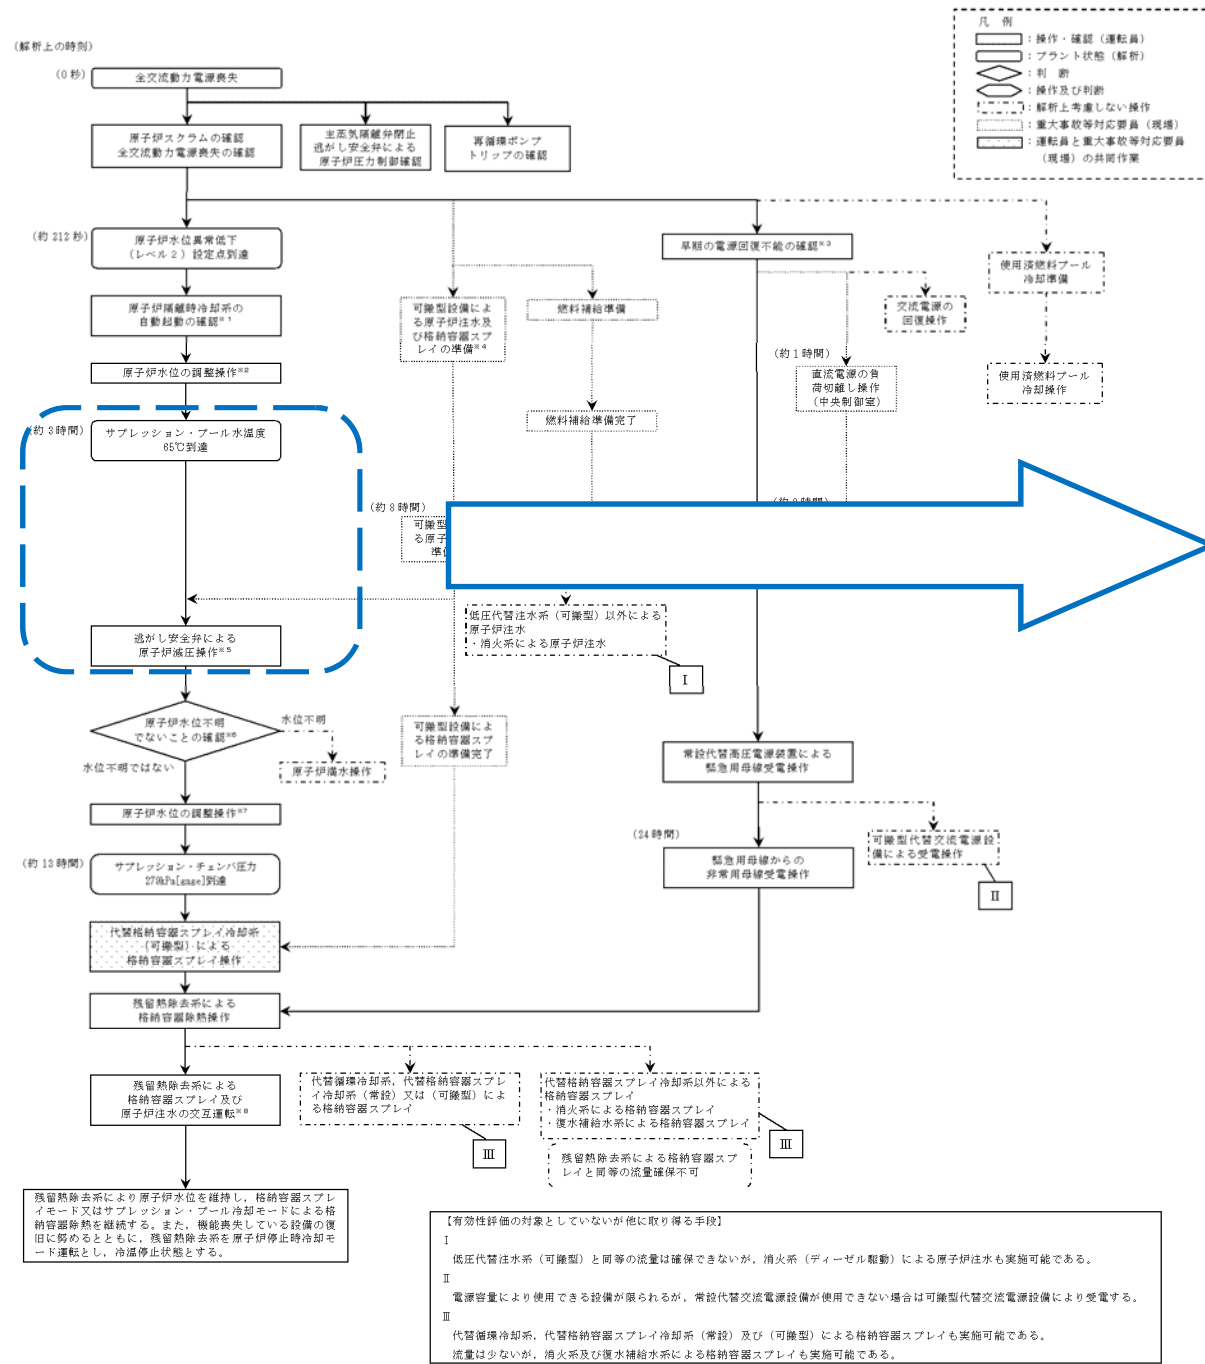 凡 例
：操作・確認（運転員）
：プラント状態（解析）
：判 断
：操作及び判断
：解析上考慮しない操作
：重大事故等対応要員（現場）
：運転員と重大事故等対応要員
（現場）の共同作業
（解析上の時刻）
（0秒）
全交流動力電源喪失
原子炉スクラムの確認
全交流動力電源喪失の確認
主蒸気隔離弁閉止
逃がし安全弁による
原子炉圧力制御確認
再循環ポンプ
トリップの確認
（約212秒）
原子炉水位異常低下
（レベル２）設定点到達
早期の電源回復不能の確認※3
使用済燃料プール
冷却準備
原子炉隔離時冷却系の
自動起動の確認※1
可搬型設備によ
る原子炉注水及
び格納容器スプ
レイの準備※4
燃料補給準備
交流電源の
回復操作
（約1時間）
原子炉水位の調整操作※2
直流電源の負
荷切離し操作
（中央制御室）
使用済燃料プール
冷却操作
燃料補給準備完了
（約3時間）
サプレッション・プール水温度
65℃到達
（約8時間）
可搬型
る原子
準
低圧代替注水系（可搬型）以外による
原子炉注水
・消火系による原子炉注水
Ⅰ
逃がし安全弁による
原子炉減圧操作※5
原子炉水位不明
でないことの確認※6
水位不明
水位不明ではない
原子炉満水操作
可搬型設備によ
る格納容器スプ
レイの準備完了
常設代替高圧電源装置による
緊急用母線受電操作
原子炉水位の調整操作※7
（24時間）
可搬型代替交流電源設
備による受電操作
Ⅱ
緊急用母線からの
非常用母線受電操作
（約13時間）
サプレッション・チェンバ圧力
279kPa[gage]到達
代替格納容器スプレイ冷却系
（可搬型）による
格納容器スプレイ操作
残留熱除去系による
格納容器除熱操作
残留熱除去系による
格納容器スプレイ及び
原子炉注水の交互運転※8
代替循環冷却系，代替格納容器スプレ
イ冷却系（常設）又は（可搬型）によ
る格納容器スプレイ
Ⅲ
代替格納容器スプレイ冷却系以外による
格納容器スプレイ
・消火系による格納容器スプレイ
・復水補給水系による格納容器スプレイ
Ⅲ
残留熱除去系による格納容器スプ
レイと同等の流量確保不可
残留熱除去系により原子炉水位を維持し，格納容器スプレ
イモード又はサプレッション・プール冷却モードによる格
納容器除熱を継続する。また，機能喪失している設備の復
旧に努めるとともに，残留熱除去系を原子炉停止時冷却モ
ード運転とし，冷温停止状態とする。
【有効性評価の対象としていないが他に取り得る手段】
Ⅰ
低圧代替注水系（可搬型）と同等の流量は確保できないが，消火系（ディーゼル駆動）による原子炉注水も実施可能である。
Ⅱ
電源容量により使用できる設備が限られるが，常設代替交流電源設備が使用できない場合は可搬型代替交流電源設備により受電する。
Ⅲ
代替循環冷却系，代替格納容器スプレイ冷却系（常設）及び（可搬型）による格納容器スプレイも実施可能である。
流量は少ないが，消火系及び復水補給水系による格納容器スプレイも実施可能である。